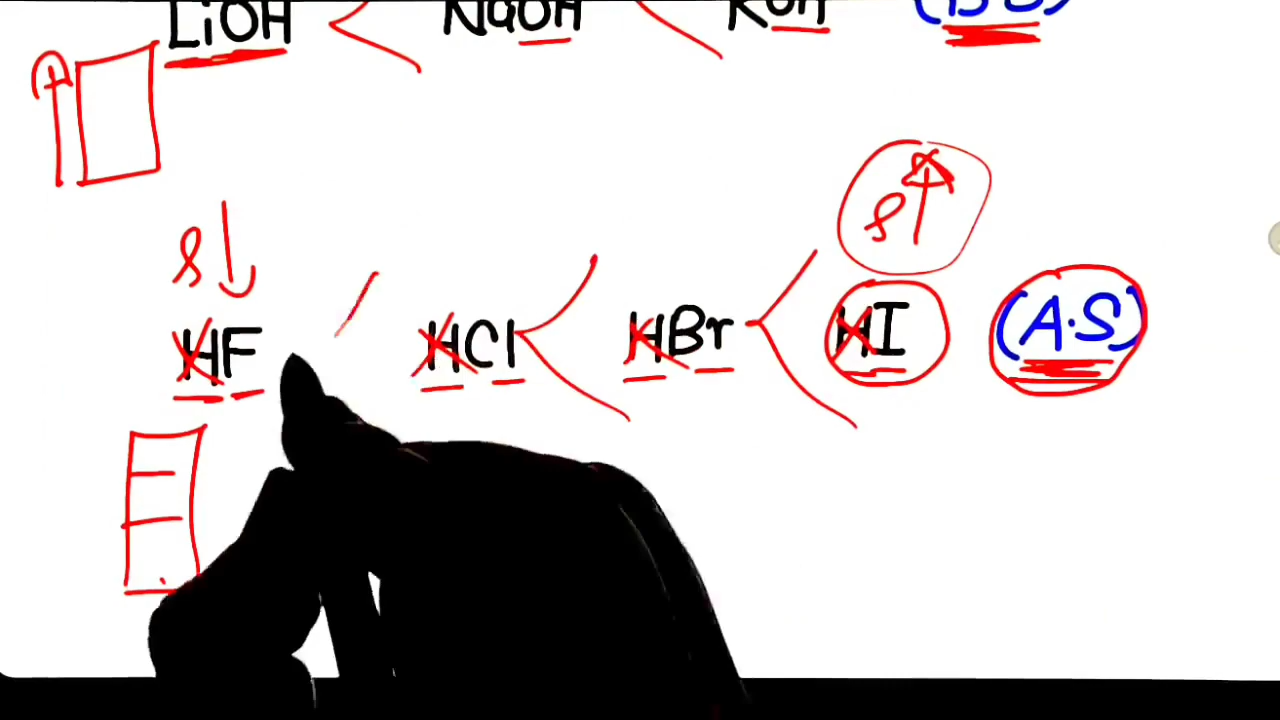 LiOH < NaOH < KOH (B.S)
s↑
s↓
HF HCl < HBr < HI (A.S)